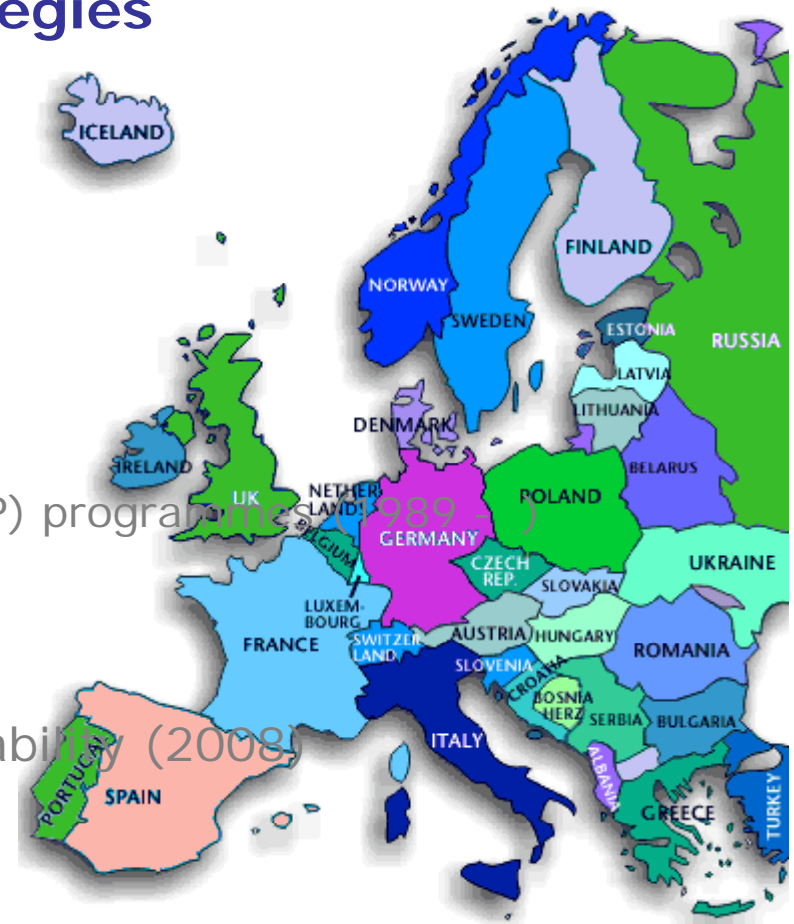 egies
ICELAND
FINLAND
NORWAY
SWEDEN
ESTONIA
RUSSIA
LATVIA
LITHUANIA
DENMARK
BELARUS
IRELAND
NETHER
LANDS
UK
POLAND
P) programmes (1989 - )
BELGIUM
GERMANY
CZECH
REP.
UKRAINE
SLOVAKIA
LUXEM-
BOURG
FRANCE
SWITZER
LAND
AUSTRIA
HUNGARY
ROMANIA
SLOVENIA
CROATIA
BOSNIA
HERZ
SERBIA
BULGARIA
ability (2008)
ITALY
PORTUGAL
SPAIN
ALBANIA
GREECE
TURKEY